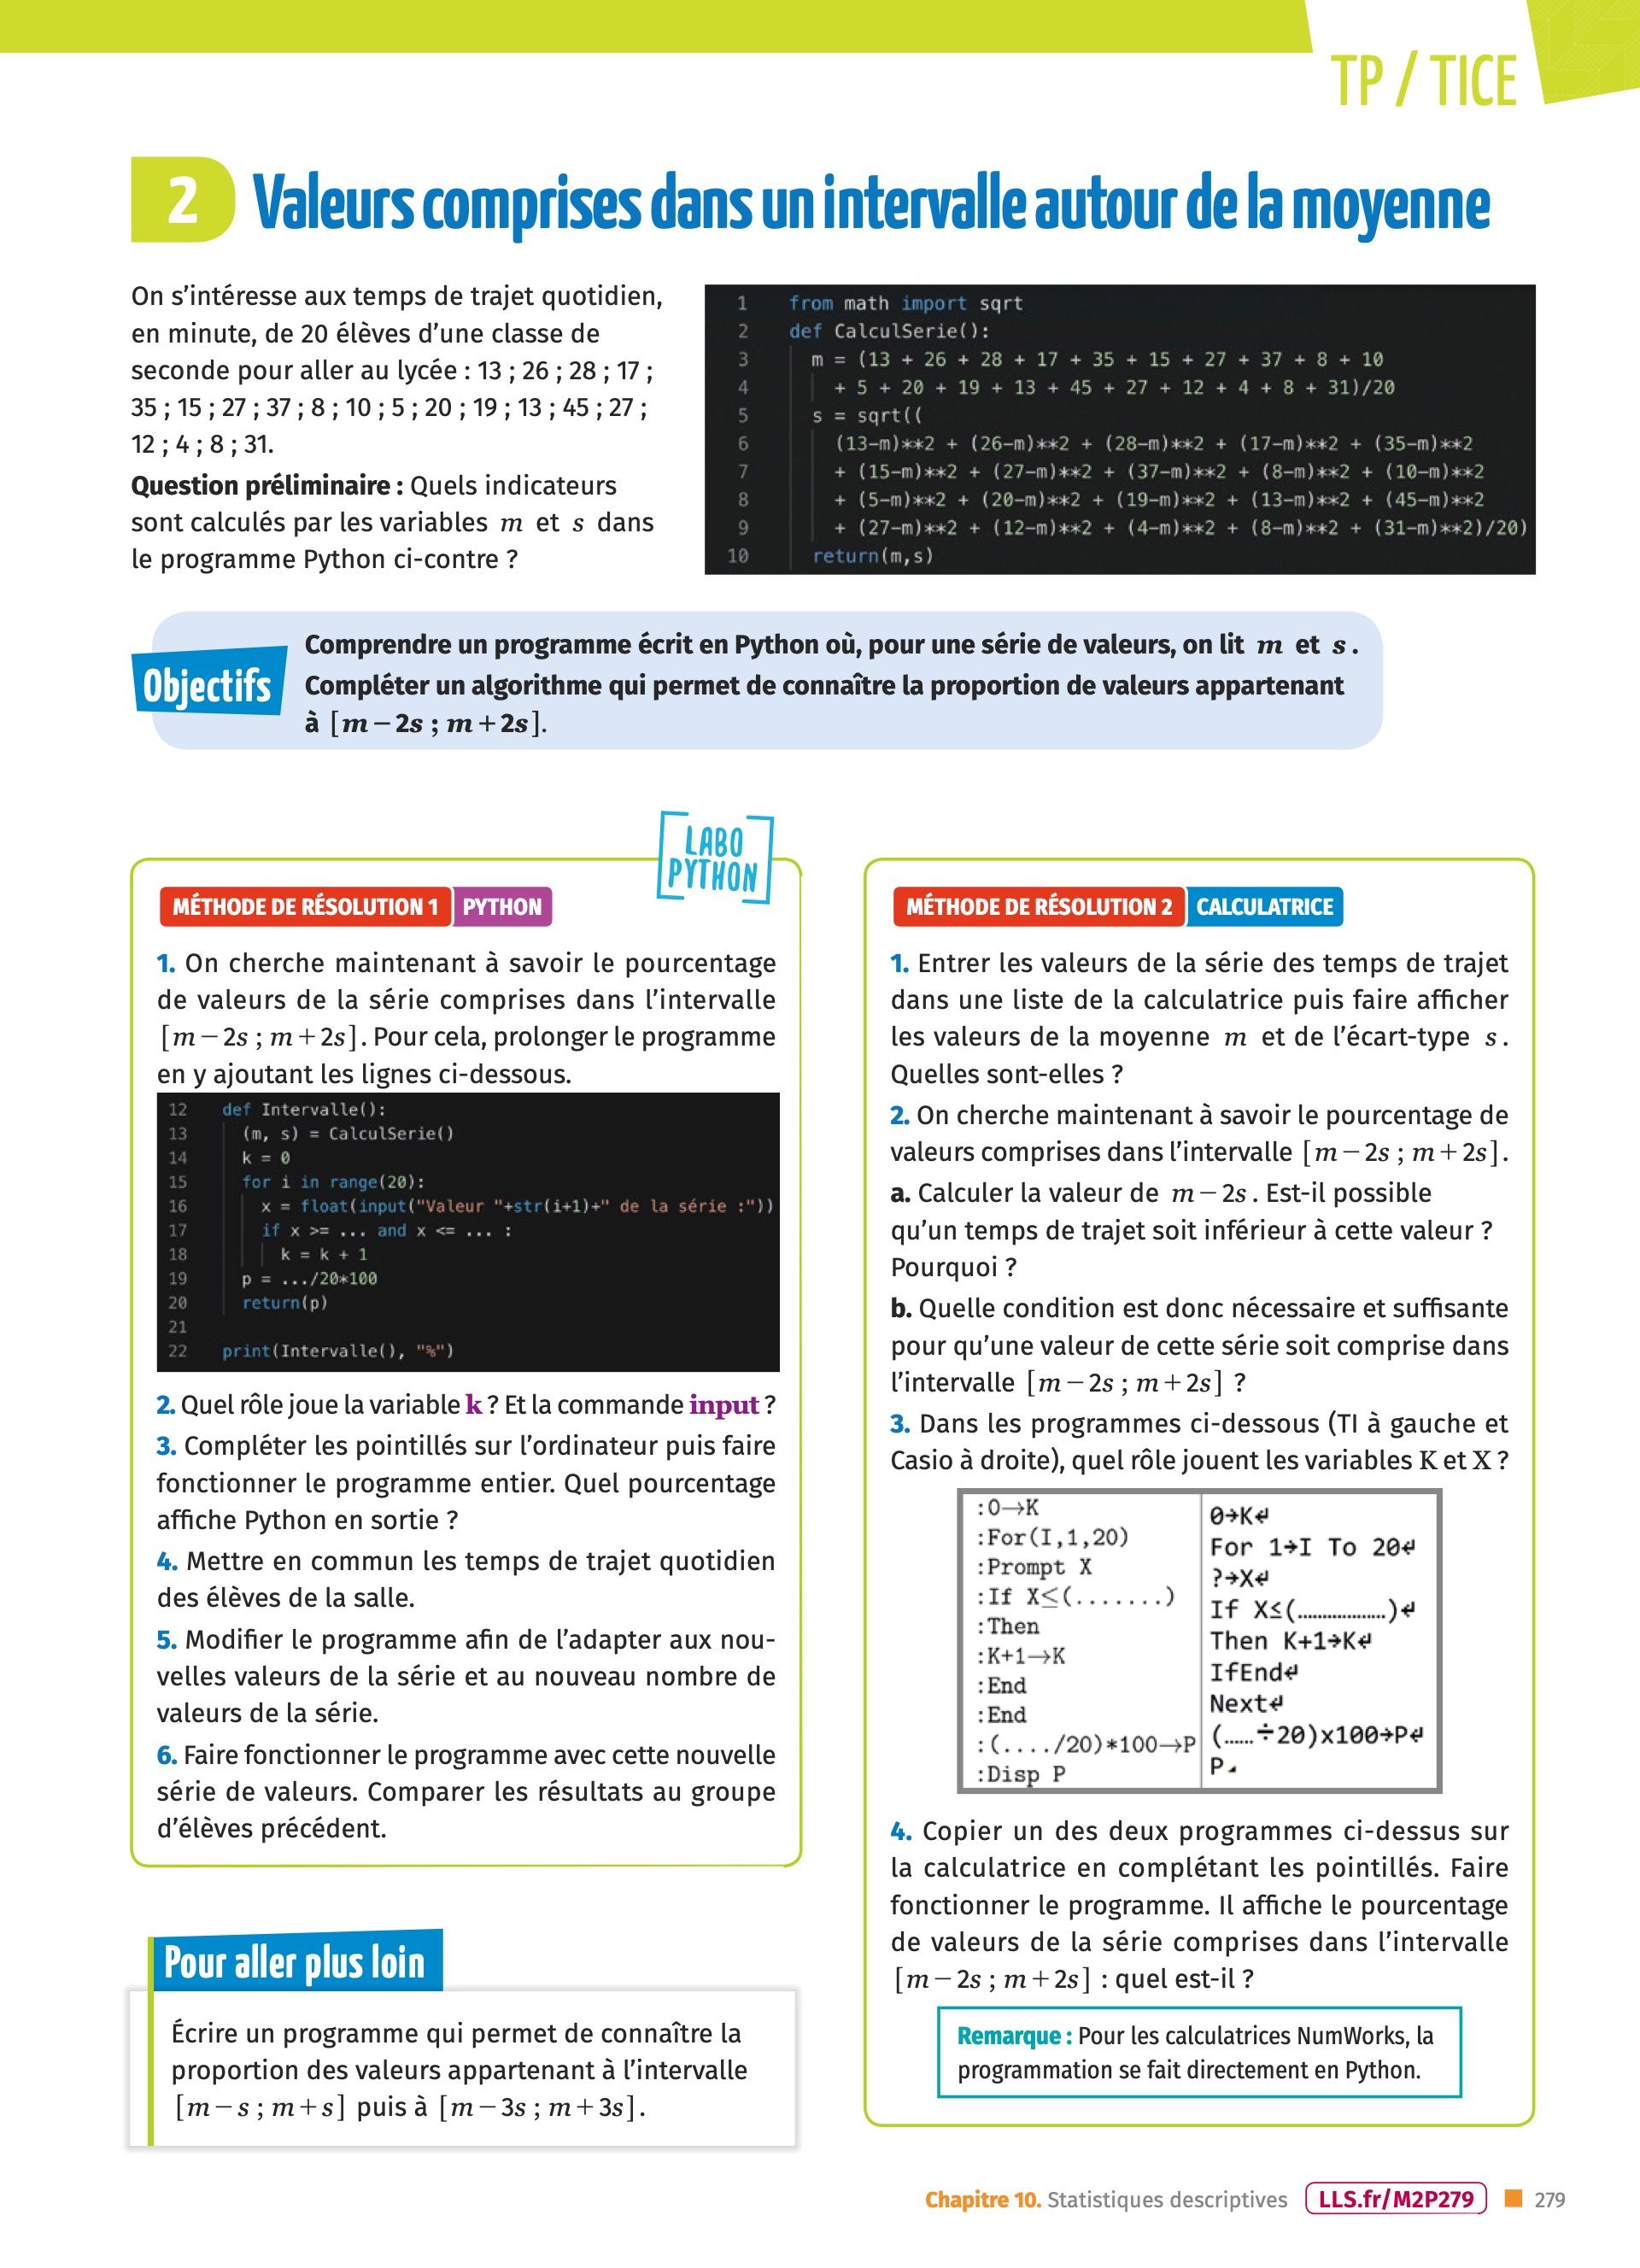 TP / TICE
2 Valeurs comprises dans un intervalle autour de la moyenne
On s’intéresse aux temps de trajet quotidien,
en minute, de 20 élèves d’une classe de
seconde pour aller au lycée : 13 ; 26 ; 28 ; 17 ;
35 ; 15 ; 27 ; 37 ; 8 ; 10 ; 5 ; 20 ; 19 ; 13 ; 45 ; 27 ;
12 ; 4 ; 8 ; 31.
Question préliminaire : Quels indicateurs
sont calculés par les variables m et s dans
le programme Python ci-contre ?
1 from math import sqrt
2 def CalculSerie():
3 m = (13 + 26 + 28 + 17 + 35 + 15 + 27 + 37 + 8 + 10
4 + 5 + 20 + 19 + 13 + 45 + 27 + 12 + 4 + 8 + 31)/20
5 s = sqrt((
6 (13-m)**2 + (26-m)**2 + (28-m)**2 + (17-m)**2 + (35-m)**2
7 + (15-m)**2 + (27-m)**2 + (37-m)**2 + (8-m)**2 + (10-m)**2
8 + (5-m)**2 + (20-m)**2 + (19-m)**2 + (13-m)**2 + (45-m)**2
9 + (27-m)**2 + (12-m)**2 + (4-m)**2 + (8-m)**2 + (31-m)**2)/20)
10 return(m,s)
Objectifs
Comprendre un programme écrit en Python où, pour une série de valeurs, on lit m et s.
Compléter un algorithme qui permet de connaître la proportion de valeurs appartenant
à [m − 2s ; m + 2s].
LABO
PYTHON
MÉTHODE DE RÉSOLUTION 1 PYTHON
1. On cherche maintenant à savoir le pourcentage
de valeurs de la série comprises dans l’intervalle
[m − 2s ; m + 2s]. Pour cela, prolonger le programme
en y ajoutant les lignes ci-dessous.
12 def Intervalle():
13 (m, s) = CalculSerie()
14 k = 0
15 for i in range(20):
16 x = float(input("Valeur "+str(i+1)+" de la série :"))
17 if x >= ... and x <= ... :
18 k = k + 1
19 p = .../20*100
20 return(p)
21
22 print(Intervalle(), "%")
2. Quel rôle joue la variable k ? Et la commande input ?
3. Compléter les pointillés sur l’ordinateur puis faire
fonctionner le programme entier. Quel pourcentage
affiche Python en sortie ?
4. Mettre en commun les temps de trajet quotidien
des élèves de la salle.
5. Modifier le programme afin de l’adapter aux nou-
velles valeurs de la série et au nouveau nombre de
valeurs de la série.
6. Faire fonctionner le programme avec cette nouvelle
série de valeurs. Comparer les résultats au groupe
d’élèves précédent.
Pour aller plus loin
Écrire un programme qui permet de connaître la
proportion des valeurs appartenant à l’intervalle
[m − s ; m + s] puis à [m − 3s ; m + 3s].
MÉTHODE DE RÉSOLUTION 2 CALCULATRICE
1. Entrer les valeurs de la série des temps de trajet
dans une liste de la calculatrice puis faire afficher
les valeurs de la moyenne m et de l’écart-type s.
Quelles sont-elles ?
2. On cherche maintenant à savoir le pourcentage de
valeurs comprises dans l’intervalle [m − 2s ; m + 2s].
a. Calculer la valeur de m − 2s. Est-il possible
qu’un temps de trajet soit inférieur à cette valeur ?
Pourquoi ?
b. Quelle condition est donc nécessaire et suffisante
pour qu’une valeur de cette série soit comprise dans
l’intervalle [m − 2s ; m + 2s] ?
3. Dans les programmes ci-dessous (TI à gauche et
Casio à droite), quel rôle jouent les variables K et X ?
:0→K
:For(I,1,20)
:Prompt X
:If X≤(.......)
:Then
:K+1→K
:End
:End
:(..../20)*100→P
:Disp P
0→K↵
For 1→I To 20↵
?→X↵
If X≤(..................)↵
Then K+1→K↵
IfEnd↵
Next↵
(......÷20)x100→P↵
P◢
4. Copier un des deux programmes ci-dessus sur
la calculatrice en complétant les pointillés. Faire
fonctionner le programme. Il affiche le pourcentage
de valeurs de la série comprises dans l’intervalle
[m − 2s ; m + 2s] : quel est-il ?
Remarque : Pour les calculatrices NumWorks, la
programmation se fait directement en Python.
Chapitre 10. Statistiques descriptives LLS.fr/M2P279 279